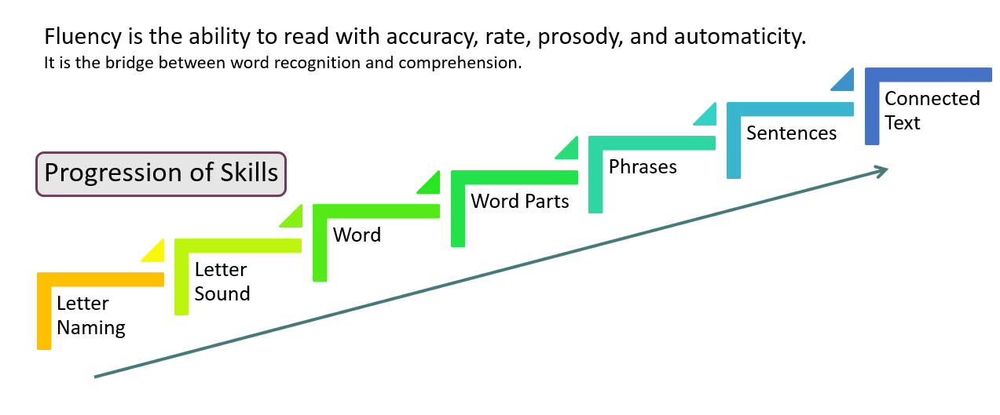 Fluency is the ability to read with accuracy, rate, prosody, and automaticity.
It is the bridge between word recognition and comprehension.
Progression of Skills
Letter
Naming
Letter
Sound
Word
Word Parts
Phrases
Sentences
Connected
Text